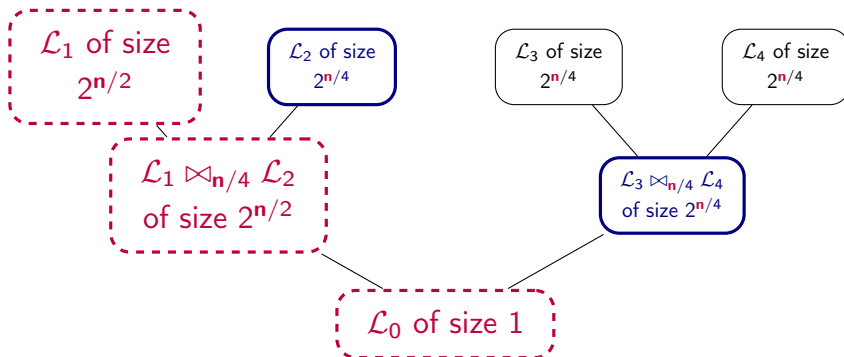 ℒ₁ of size
2^{n/2}
ℒ₂ of size
2^{n/4}
ℒ₃ of size
2^{n/4}
ℒ₄ of size
2^{n/4}
ℒ₁ ⋈_{n/4} ℒ₂
of size 2^{n/2}
ℒ₃ ⋈_{n/4} ℒ₄
of size 2^{n/4}
ℒ₀ of size 1